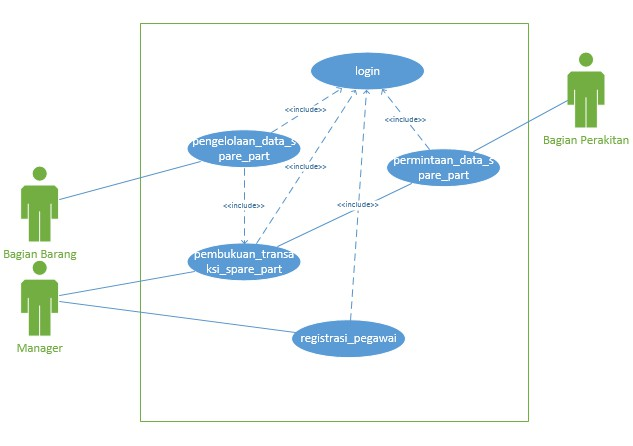 login
<<include>>
pengelolaan_data_s
pare_part
<<include>>
Bagian Perakitan
<<include>>
permintaan_data_s
pare_part
<<include>>
<<include>>
Bagian Barang
pembukuan_transa
ksi_spare_part
Manager
registrasi_pegawai